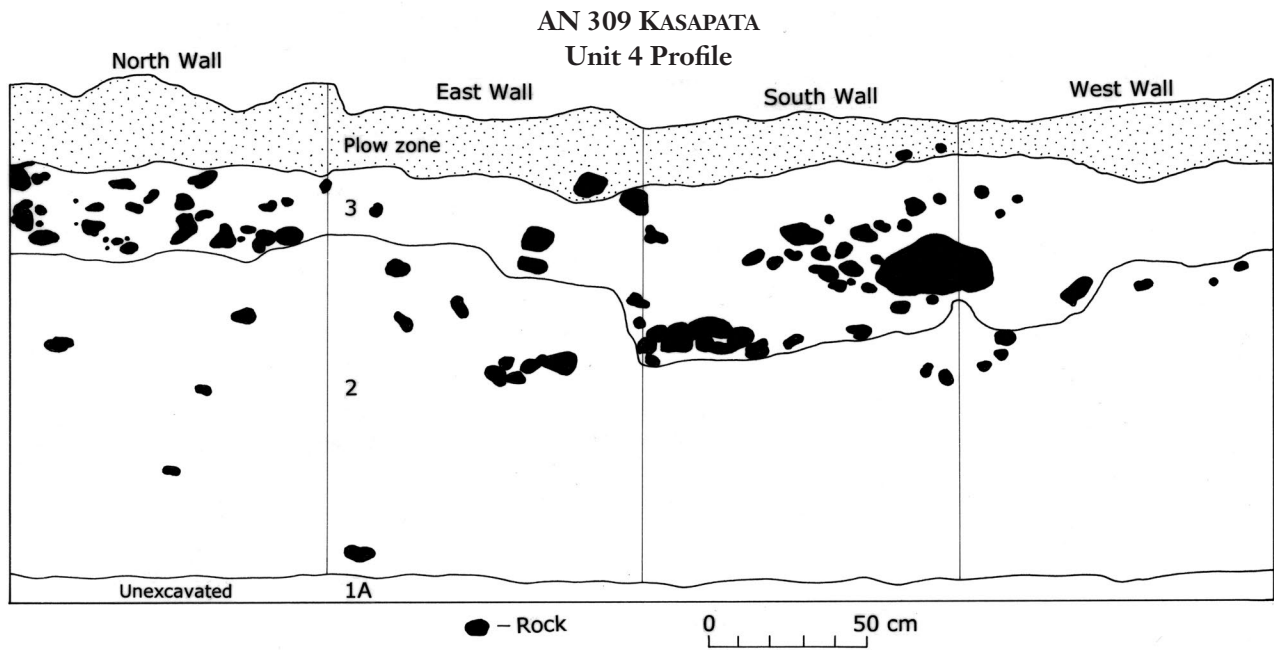 AN 309 KASAPATA
Unit 4 Profile
North Wall
East Wall
South Wall
West Wall
Plow zone
3
2
Unexcavated
1A
– Rock
0
50 cm